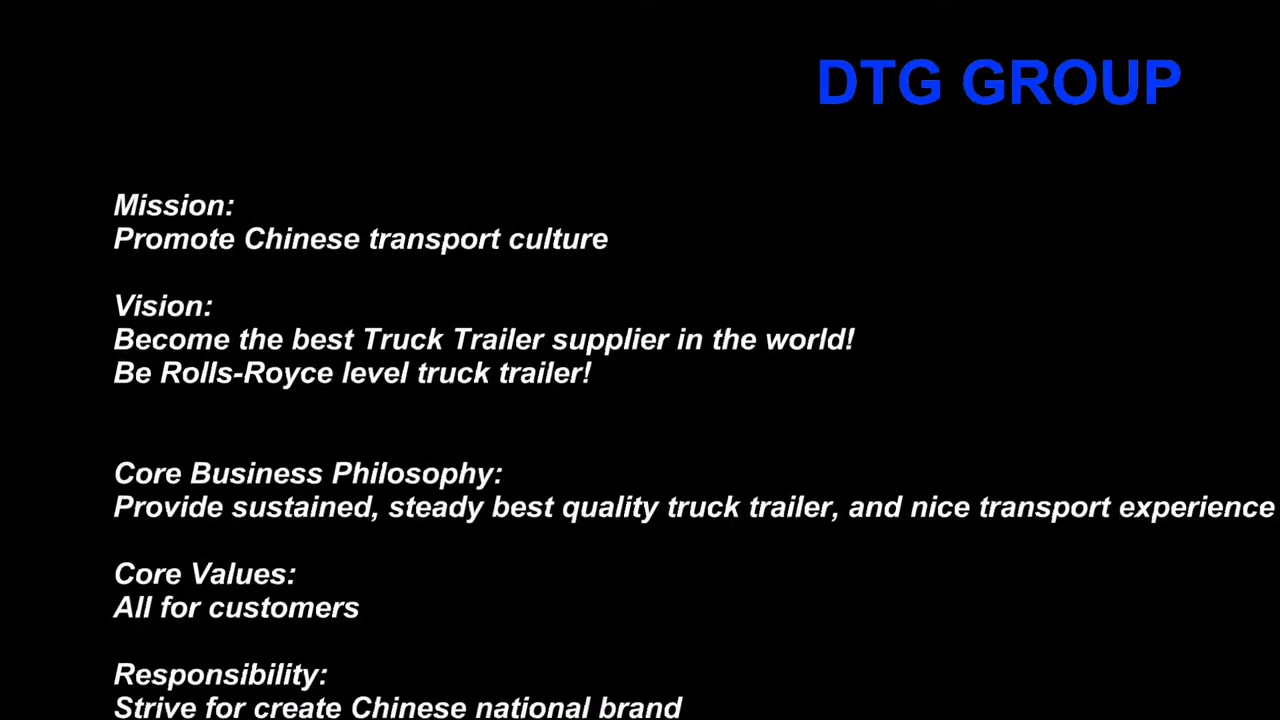 DTG GROUP
Mission:
Promote Chinese transport culture
Vision:
Become the best Truck Trailer supplier in the world!
Be Rolls-Royce level truck trailer!
Core Business Philosophy:
Provide sustained, steady best quality truck trailer, and nice transport experience
Core Values:
All for customers
Responsibility:
Strive for create Chinese national brand